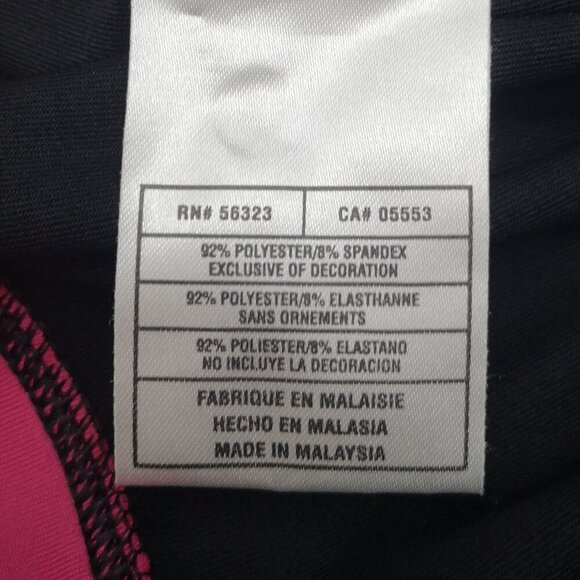 RN# 56323 CA# 05553
92% POLYESTER/8% SPANDEX
EXCLUSIVE OF DECORATION
92% POLYESTER/8% ELASTHANNE
SANS ORNEMENTS
92% POLIESTER/8% ELASTANO
NO INCLUYE LA DECORACION
FABRIQUE EN MALAISIE
HECHO EN MALASIA
MADE IN MALAYSIA